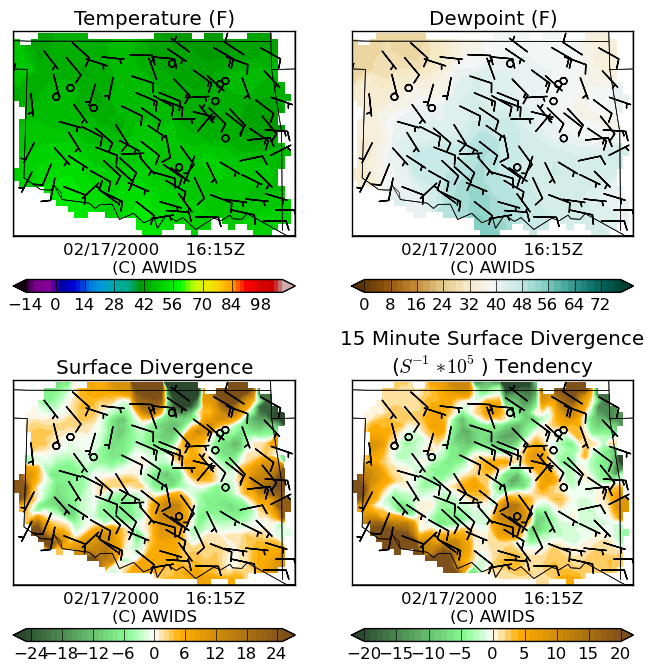 Temperature (F)
Dewpoint (F)
02/17/2000 16:15Z
(C) AWIDS
02/17/2000 16:15Z
(C) AWIDS
−14 0 14 28 42 56 70 84 98
0 8 16 24 32 40 48 56 64 72
15 Minute Surface Divergence
Surface Divergence
(S⁻¹ *10⁵ ) Tendency
02/17/2000 16:15Z
(C) AWIDS
02/17/2000 16:15Z
(C) AWIDS
−24 −18 −12 −6 0 6 12 18 24
−20 −15 −10 −5 0 5 10 15 20